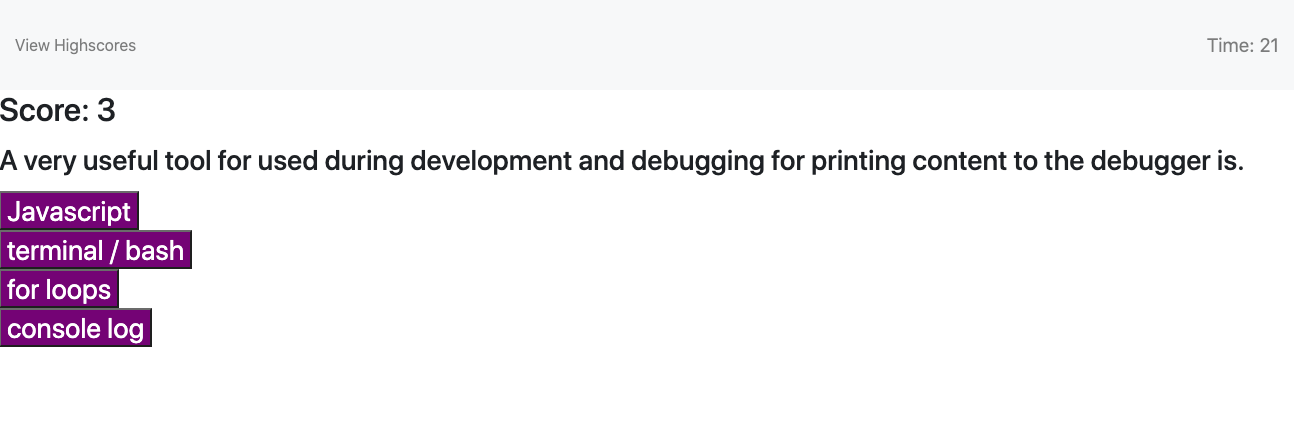 View Highscores
Time: 21
Score: 3
A very useful tool for used during development and debugging for printing content to the debugger is.
Javascript
terminal / bash
for loops
console log